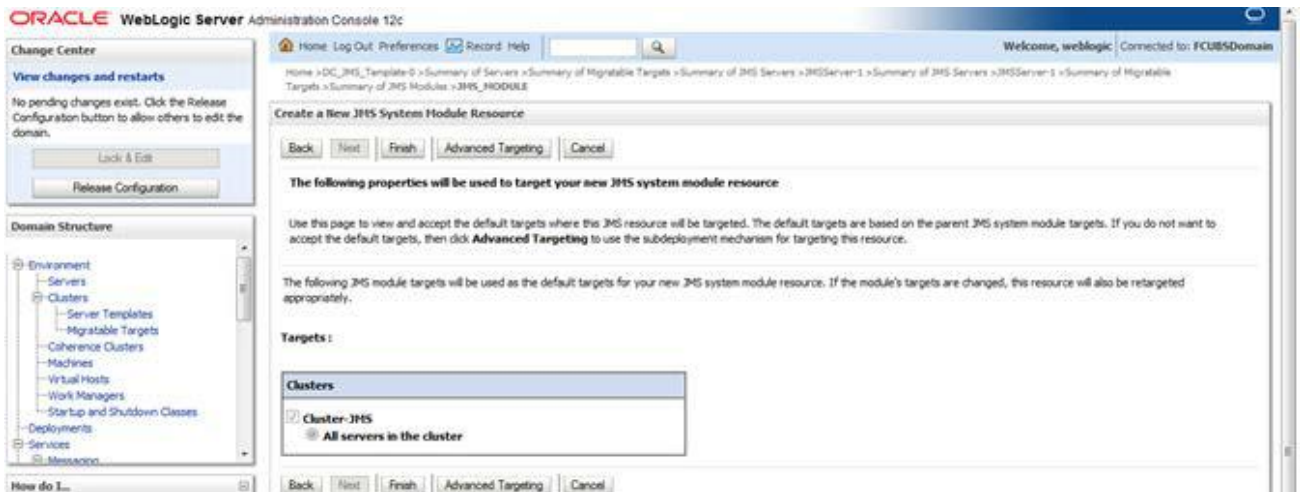 ORACLE WebLogic Server Administration Console 12c
Change Center
View changes and restarts
No pending changes exist. Click the Release
Configuration button to allow others to edit the
domain.
Lock & Edit
Release Configuration
Domain Structure
Environment
Servers
Clusters
Server Templates
Migratable Targets
Coherence Clusters
Machines
Virtual Hosts
Work Managers
Startup and Shutdown Classes
Deployments
Services
Messaging
How do I...
Home Log Out Preferences Record Help
Welcome, weblogic Connected to: FCUBSDomain
Home >DC_JMS_Template-0 >Summary of Servers >Summary of Migratable Targets >Summary of JMS Servers >JMSServer-1 >Summary of JMS Servers >JMSServer-1 >Summary of Migratable
Targets >Summary of JMS Modules >JMS_MODULE
Create a New JMS System Module Resource
Back Next Finish Advanced Targeting Cancel
The following properties will be used to target your new JMS system module resource
Use this page to view and accept the default targets where this JMS resource will be targeted. The default targets are based on the parent JMS system module targets. If you do not want to
accept the default targets, then click Advanced Targeting to use the subdeployment mechanism for targeting this resource.
The following JMS module targets will be used as the default targets for your new JMS system module resource. If the module's targets are changed, this resource will also be retargeted
appropriately.
Targets :
Clusters
Cluster-JMS
All servers in the cluster
Back Next Finish Advanced Targeting Cancel